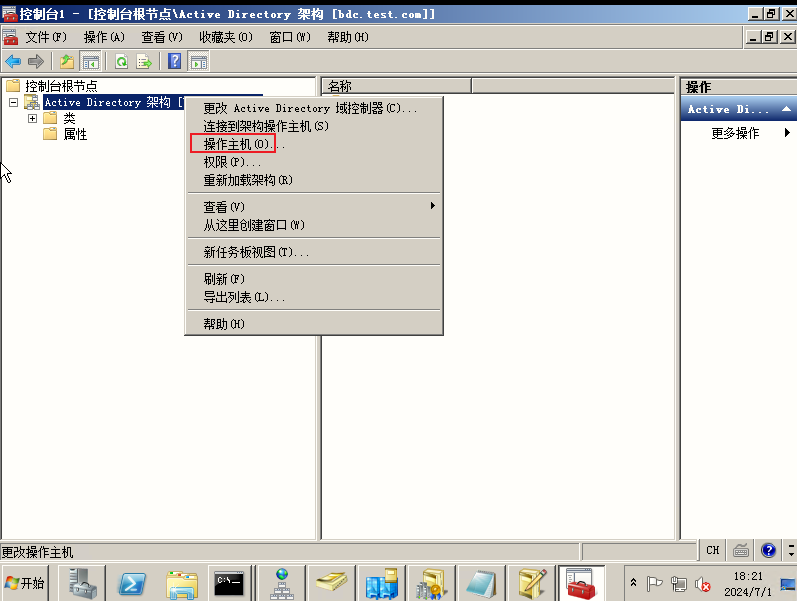 控制台1 - [控制台根节点\Active Directory 架构 [bdc.test.com]]
文件(F) 操作(A) 查看(V) 收藏夹(O) 窗口(W) 帮助(H)
控制台根节点
Active Directory 架构 [
类
属性
名称
操作
Active Di...
更多操作
更改 Active Directory 域控制器(C)...
连接到架构操作主机(S)
操作主机(O)...
权限(P)...
重新加载架构(R)
查看(V)
从这里创建窗口(W)
新任务板视图(T)...
刷新(F)
导出列表(L)...
帮助(H)
更改操作主机
CH
开始
C:\
18:21
2024/7/1